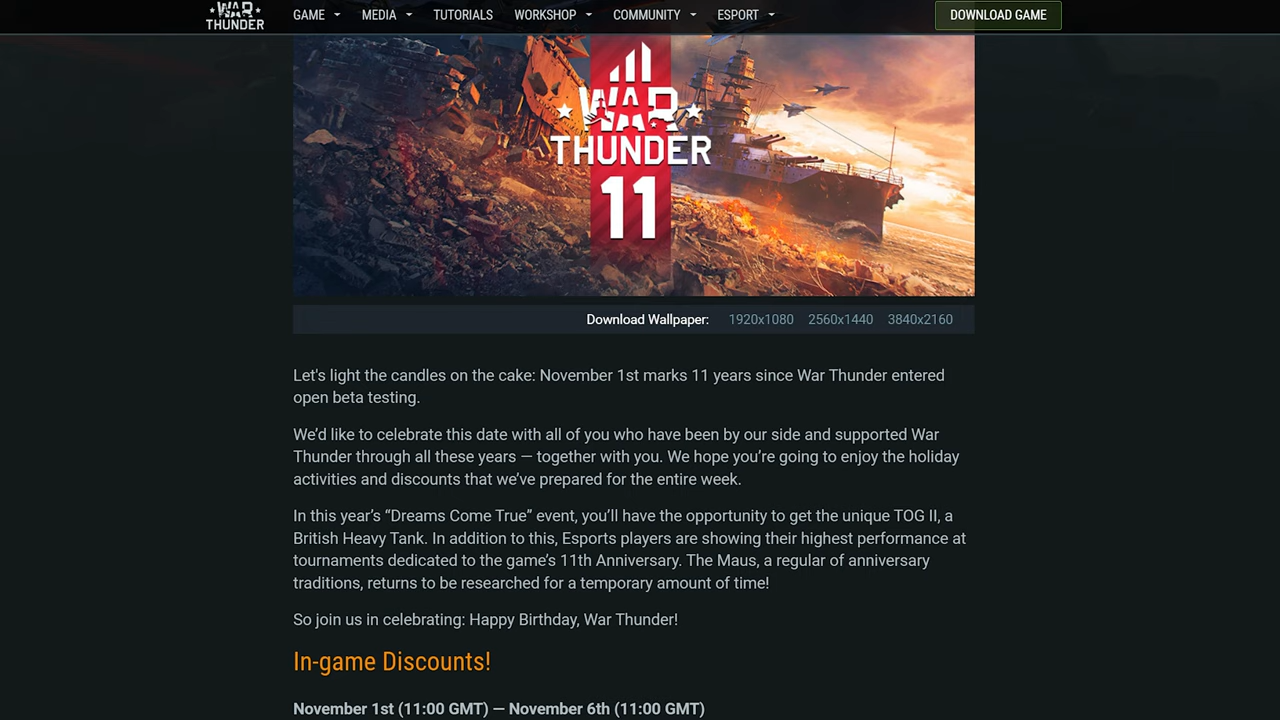 WAR
THUNDER
GAME
MEDIA
TUTORIALS
WORKSHOP
COMMUNITY
ESPORT
DOWNLOAD GAME
WAR
THUNDER
11
Download Wallpaper: 1920x1080 2560x1440 3840x2160
Let's light the candles on the cake: November 1st marks 11 years since War Thunder entered
open beta testing.
We’d like to celebrate this date with all of you who have been by our side and supported War
Thunder through all these years — together with you. We hope you’re going to enjoy the holiday
activities and discounts that we’ve prepared for the entire week.
In this year’s “Dreams Come True” event, you’ll have the opportunity to get the unique TOG II, a
British Heavy Tank. In addition to this, Esports players are showing their highest performance at
tournaments dedicated to the game’s 11th Anniversary. The Maus, a regular of anniversary
traditions, returns to be researched for a temporary amount of time!
So join us in celebrating: Happy Birthday, War Thunder!
In-game Discounts!
November 1st (11:00 GMT) — November 6th (11:00 GMT)